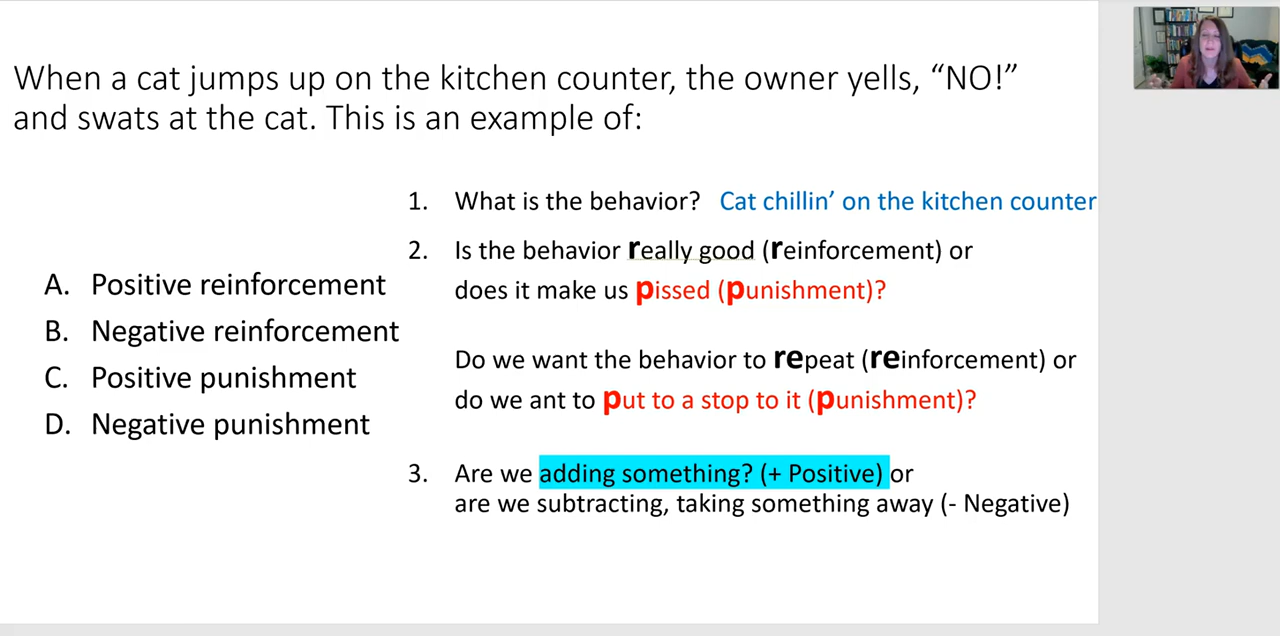 When a cat jumps up on the kitchen counter, the owner yells, “NO!”
and swats at the cat. This is an example of:
A. Positive reinforcement
B. Negative reinforcement
C. Positive punishment
D. Negative punishment
1. What is the behavior? Cat chillin’ on the kitchen counter
2. Is the behavior really good (reinforcement) or
does it make us pissed (punishment)?
Do we want the behavior to repeat (reinforcement) or
do we ant to put to a stop to it (punishment)?
3. Are we adding something? (+ Positive) or
are we subtracting, taking something away (- Negative)